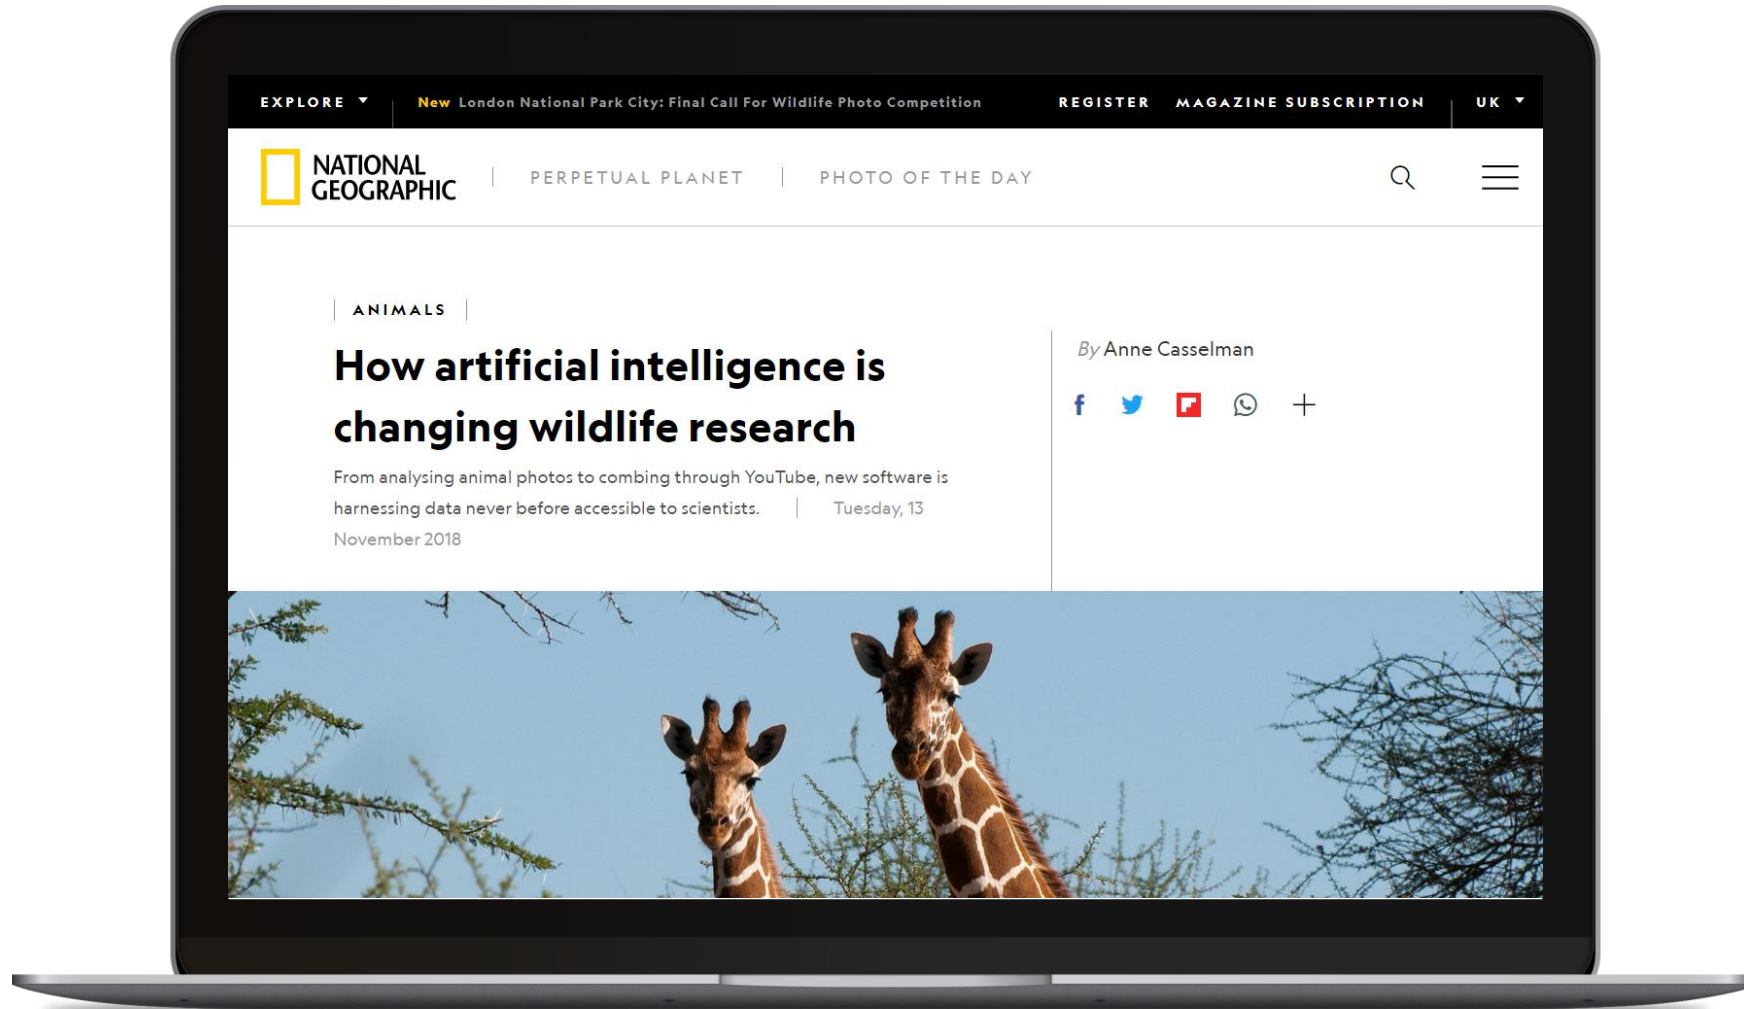 EXPLORE
New London National Park City: Final Call For Wildlife Photo Competition
REGISTER
MAGAZINE SUBSCRIPTION
UK
NATIONAL
GEOGRAPHIC
PERPETUAL PLANET
PHOTO OF THE DAY
ANIMALS
How artificial intelligence is
changing wildlife research
From analysing animal photos to combing through YouTube, new software is
harnessing data never before accessible to scientists. | Tuesday, 13
November 2018
By Anne Casselman